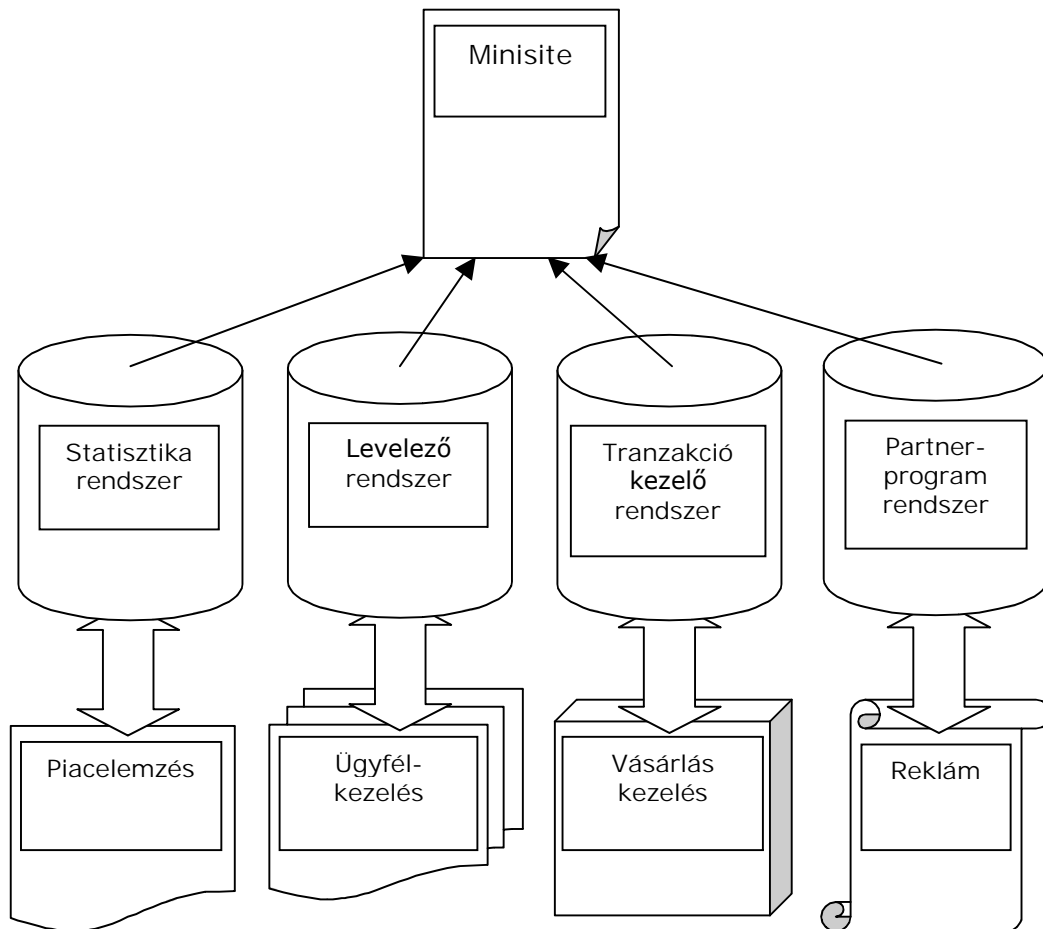 Minisite
Statisztika
rendszer
Levelező
rendszer
Tranzakció
kezelő
rendszer
Partner-
program
rendszer
Piacelemzés
Ügyfél-
kezelés
Vásárlás
kezelés
Reklám